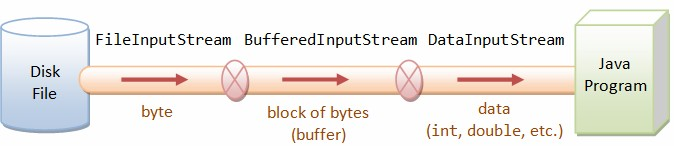 FileInputStream BufferedInputStream DataInputStream
Disk
File
Java
Program
byte
block of bytes
(buffer)
data
(int, double, etc.)